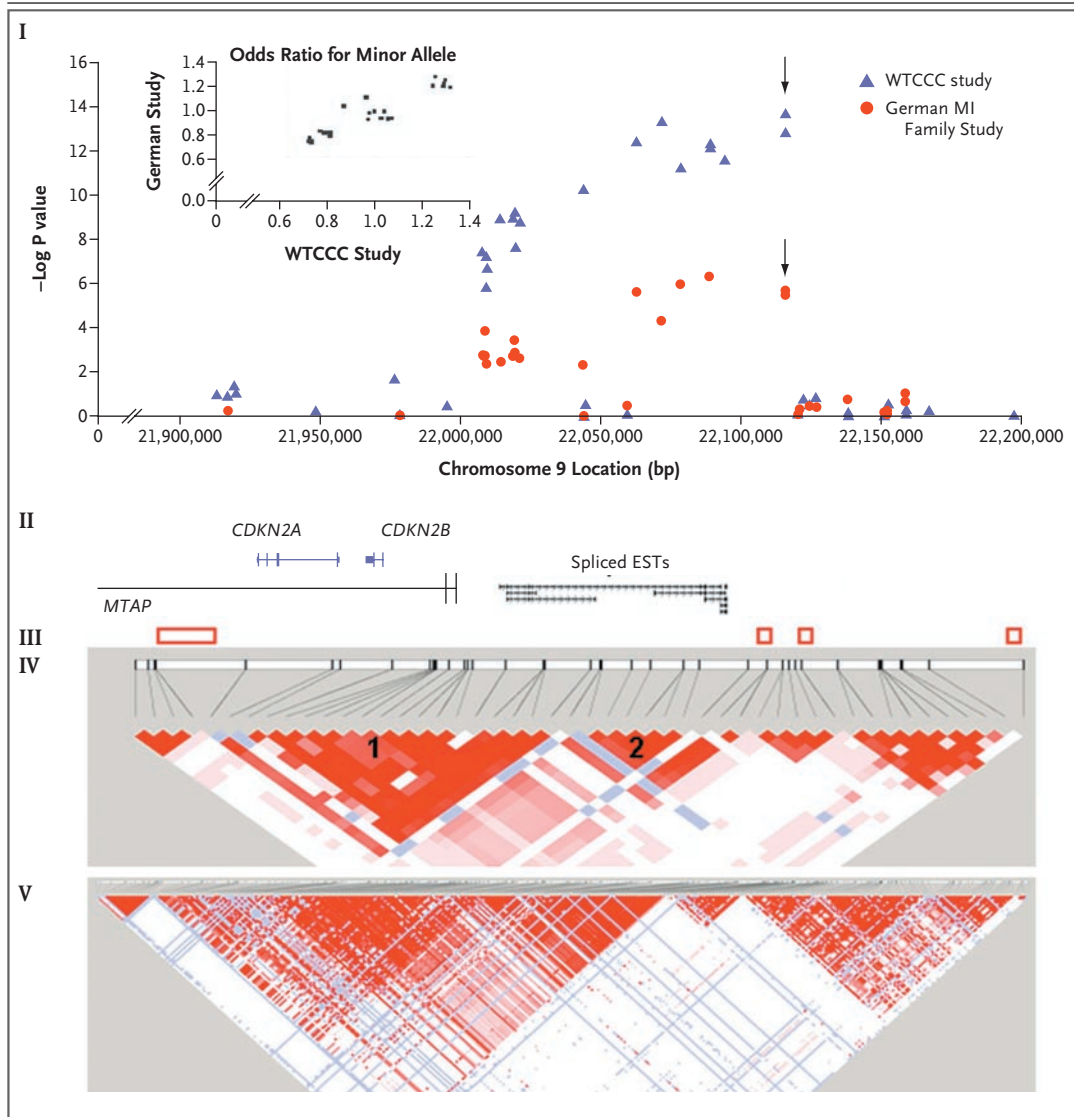 I
Odds Ratio for Minor Allele
German Study
1.4
1.2
1.0
0.8
0.6
0.0
0 0.6 0.8 1.0 1.2 1.4
WTCCC Study
WTCCC study
German MI
Family Study
−Log P value
16
14
12
10
8
6
4
2
0
0 21,900,000 21,950,000 22,000,000 22,050,000 22,100,000 22,150,000 22,200,000
Chromosome 9 Location (bp)
II
CDKN2A CDKN2B
Spliced ESTs
MTAP
III
IV
1 2
V